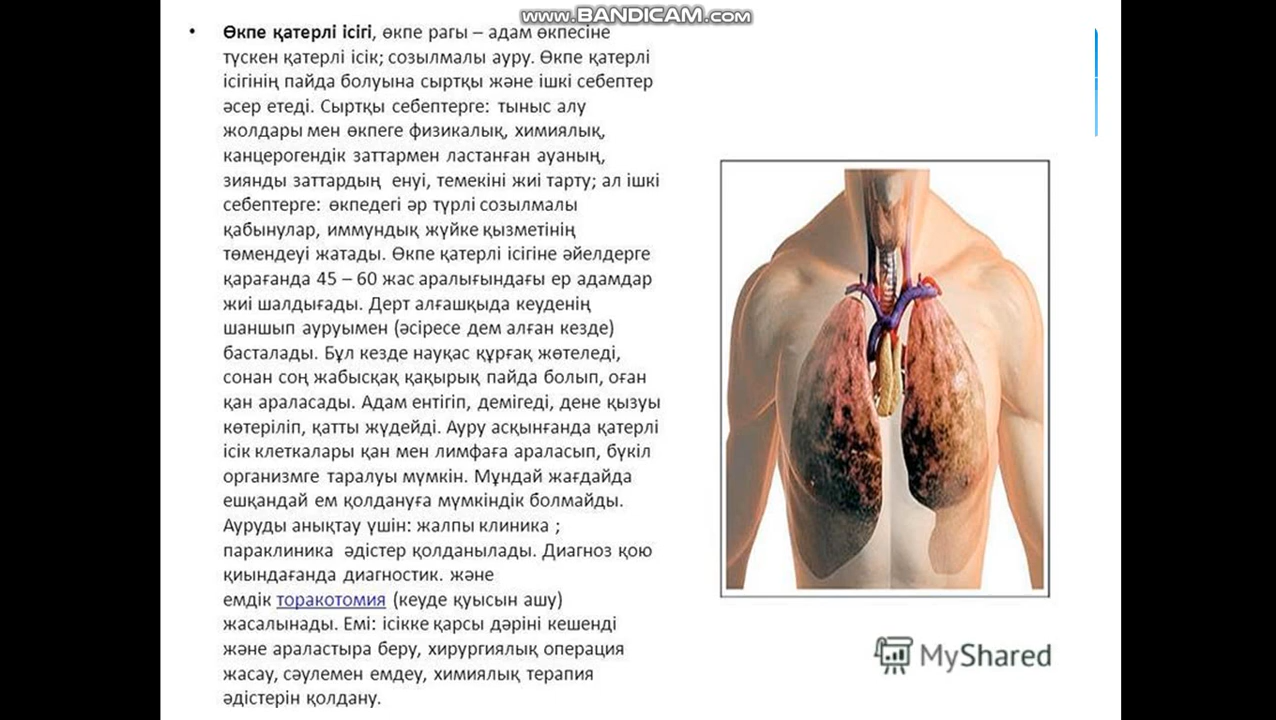 www.BANDICAM.com
• Өкпе қатерлі ісігі, өкпе рагы – адам өкпесіне
түскен қатерлі ісік; созылмалы ауру. Өкпе қатерлі
ісігінің пайда болуына сыртқы және ішкі себептер
әсер етеді. Сыртқы себептерге: тыныс алу
жолдары мен өкпеге физикалық, химиялық,
канцерогендік заттармен ластанған ауаның,
зиянды заттардың енуі, темекіні жиі тарту; ал ішкі
себептерге: өкпедегі әр түрлі созылмалы
қабынулар, иммундық жүйке қызметінің
төмендеуі жатады. Өкпе қатерлі ісігіне әйелдерге
қарағанда 45 – 60 жас аралығындағы ер адамдар
жиі шалдығады. Дерт алғашқыда кеуденің
шаншып ауруымен (әсіресе дем алған кезде)
басталады. Бұл кезде науқас құрғақ жөтеледі,
сонан соң жабысқақ қақырық пайда болып, оған
қан араласады. Адам ентігіп, демігеді, дене қызуы
көтеріліп, қатты жүдейді. Ауру асқынғанда қатерлі
ісік клеткалары қан мен лимфаға араласып, бүкіл
организмге таралуы мүмкін. Мұндай жағдайда
ешқандай ем қолдануға мүмкіндік болмайды.
Ауруды анықтау үшін: жалпы клиника ;
параклиника әдістер қолданылады. Диагноз қою
қиындағанда диагностик. және
емдік торакотомия (кеуде қуысын ашу)
жасалынады. Емі: ісікке қарсы дәріні кешенді
және араластыра беру, хирургиялық операция
жасау, сәулемен емдеу, химиялық терапия
әдістерін қолдану.
MyShared